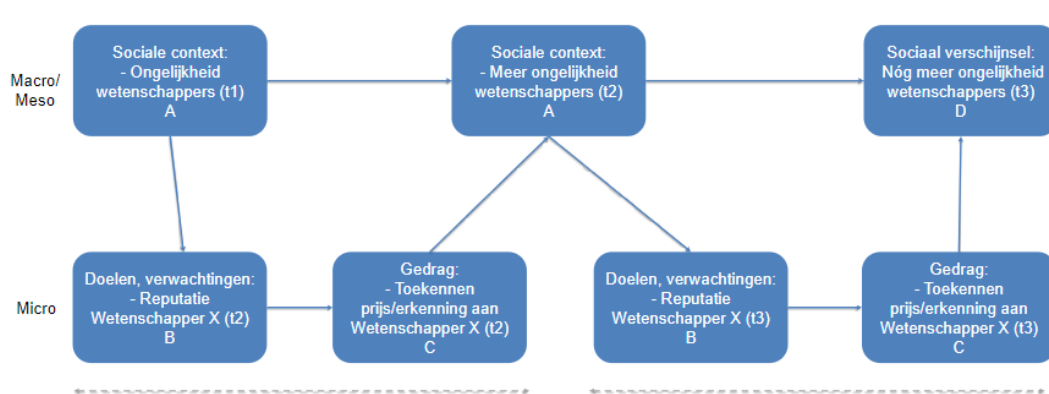 Macro/
Meso
Sociale context:
- Ongelijkheid
wetenschappers (t1)
A
Sociale context:
- Meer ongelijkheid
wetenschappers (t2)
A
Sociaal verschijnsel:
Nóg meer ongelijkheid
wetenschappers (t3)
D
Micro
Doelen, verwachtingen:
- Reputatie
Wetenschapper X (t2)
B
Gedrag:
- Toekennen
prijs/erkenning aan
Wetenschapper X (t2)
C
Doelen, verwachtingen:
- Reputatie
Wetenschapper X (t3)
B
Gedrag:
- Toekennen
prijs/erkenning aan
Wetenschapper X (t3)
C